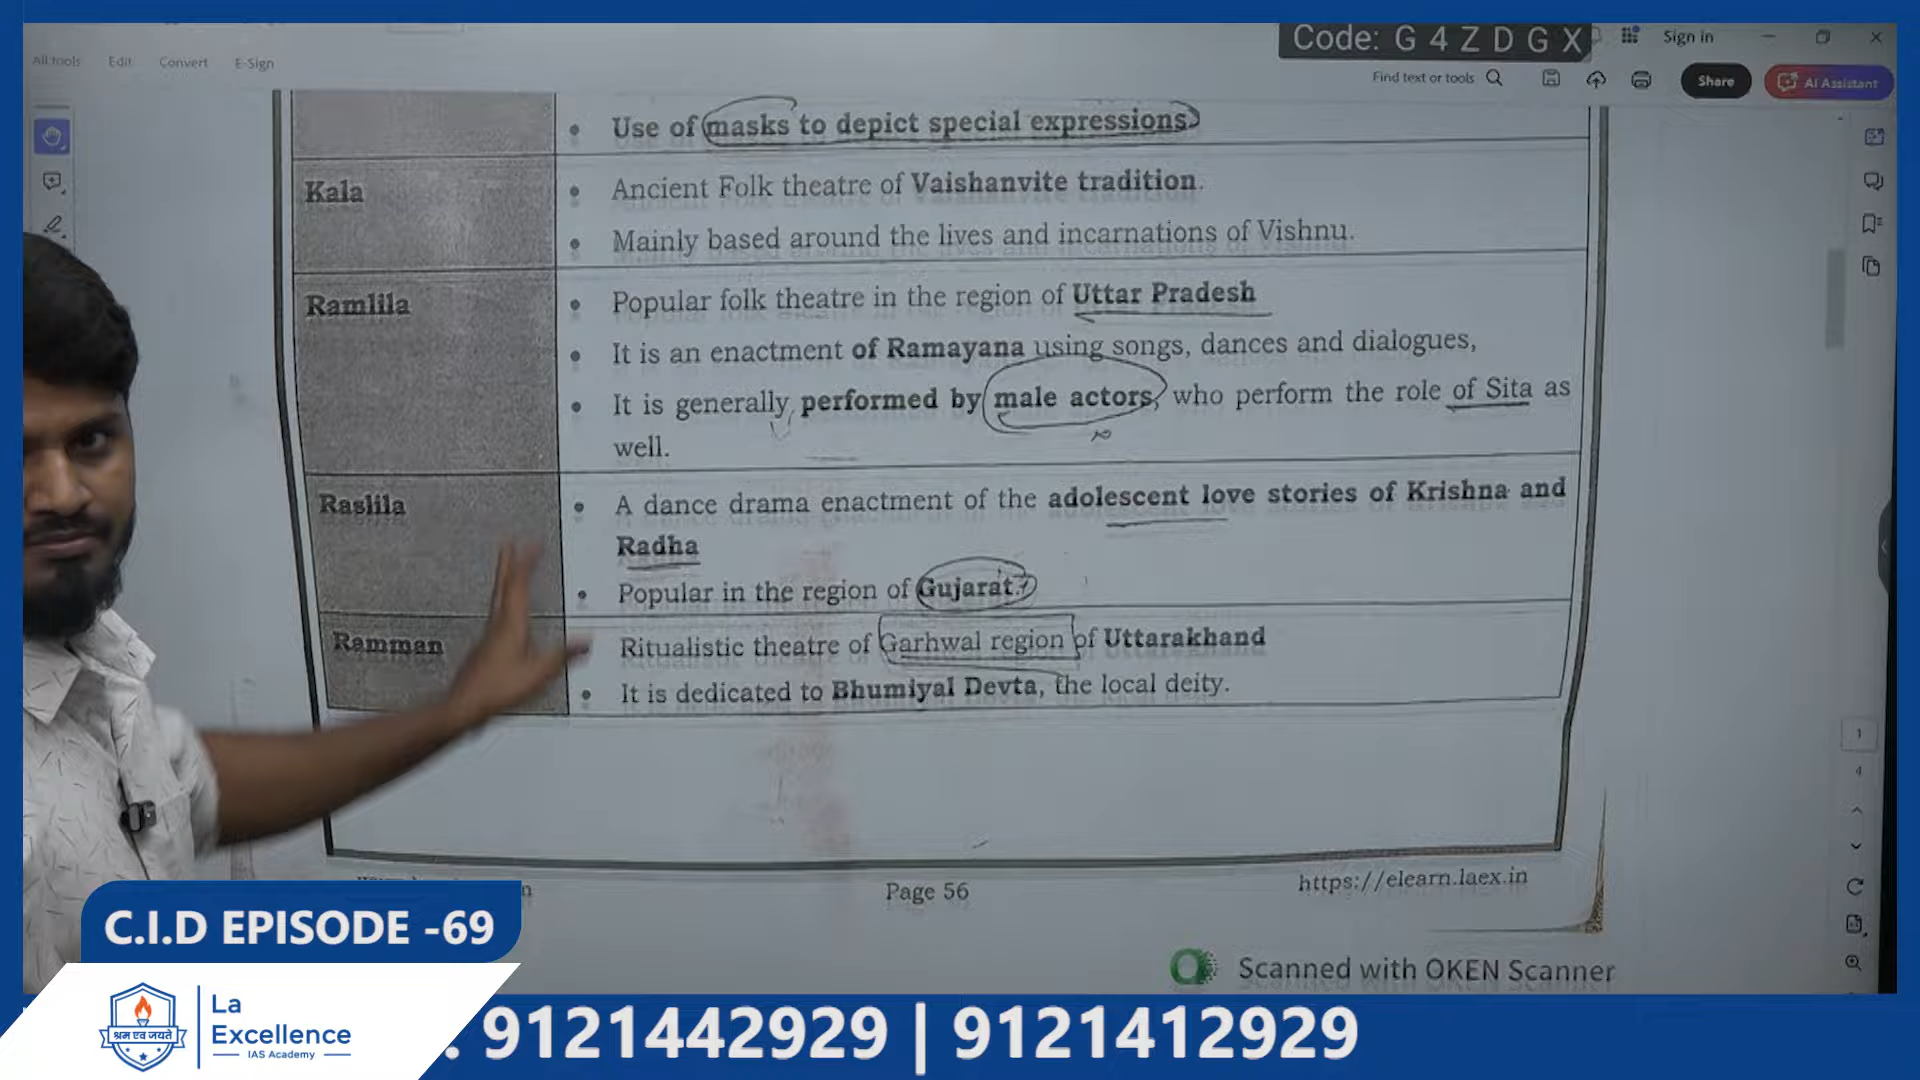 Code: G 4 Z D G X
Sign in
All tools Edit Convert E-Sign
Find text or tools
Share
AI Assistant
• Use of masks to depict special expressions
Kala
• Ancient Folk theatre of Vaishanvite tradition.
• Mainly based around the lives and incarnations of Vishnu.
Ramlila
• Popular folk theatre in the region of Uttar Pradesh
• It is an enactment of Ramayana using songs, dances and dialogues,
• It is generally performed by male actors, who perform the role of Sita as
well.
Raslila
• A dance drama enactment of the adolescent love stories of Krishna and
Radha
• Popular in the region of Gujarat.
Ramman
Ritualistic theatre of Garhwal region of Uttarakhand
• It is dedicated to Bhumiyal Devta, the local deity.
1
4
Page 56
https://elearn.laex.in
Scanned with OKEN Scanner
C.I.D EPISODE -69
श्रम एव जयते
La
Excellence
IAS Academy
: 9121442929 | 9121412929